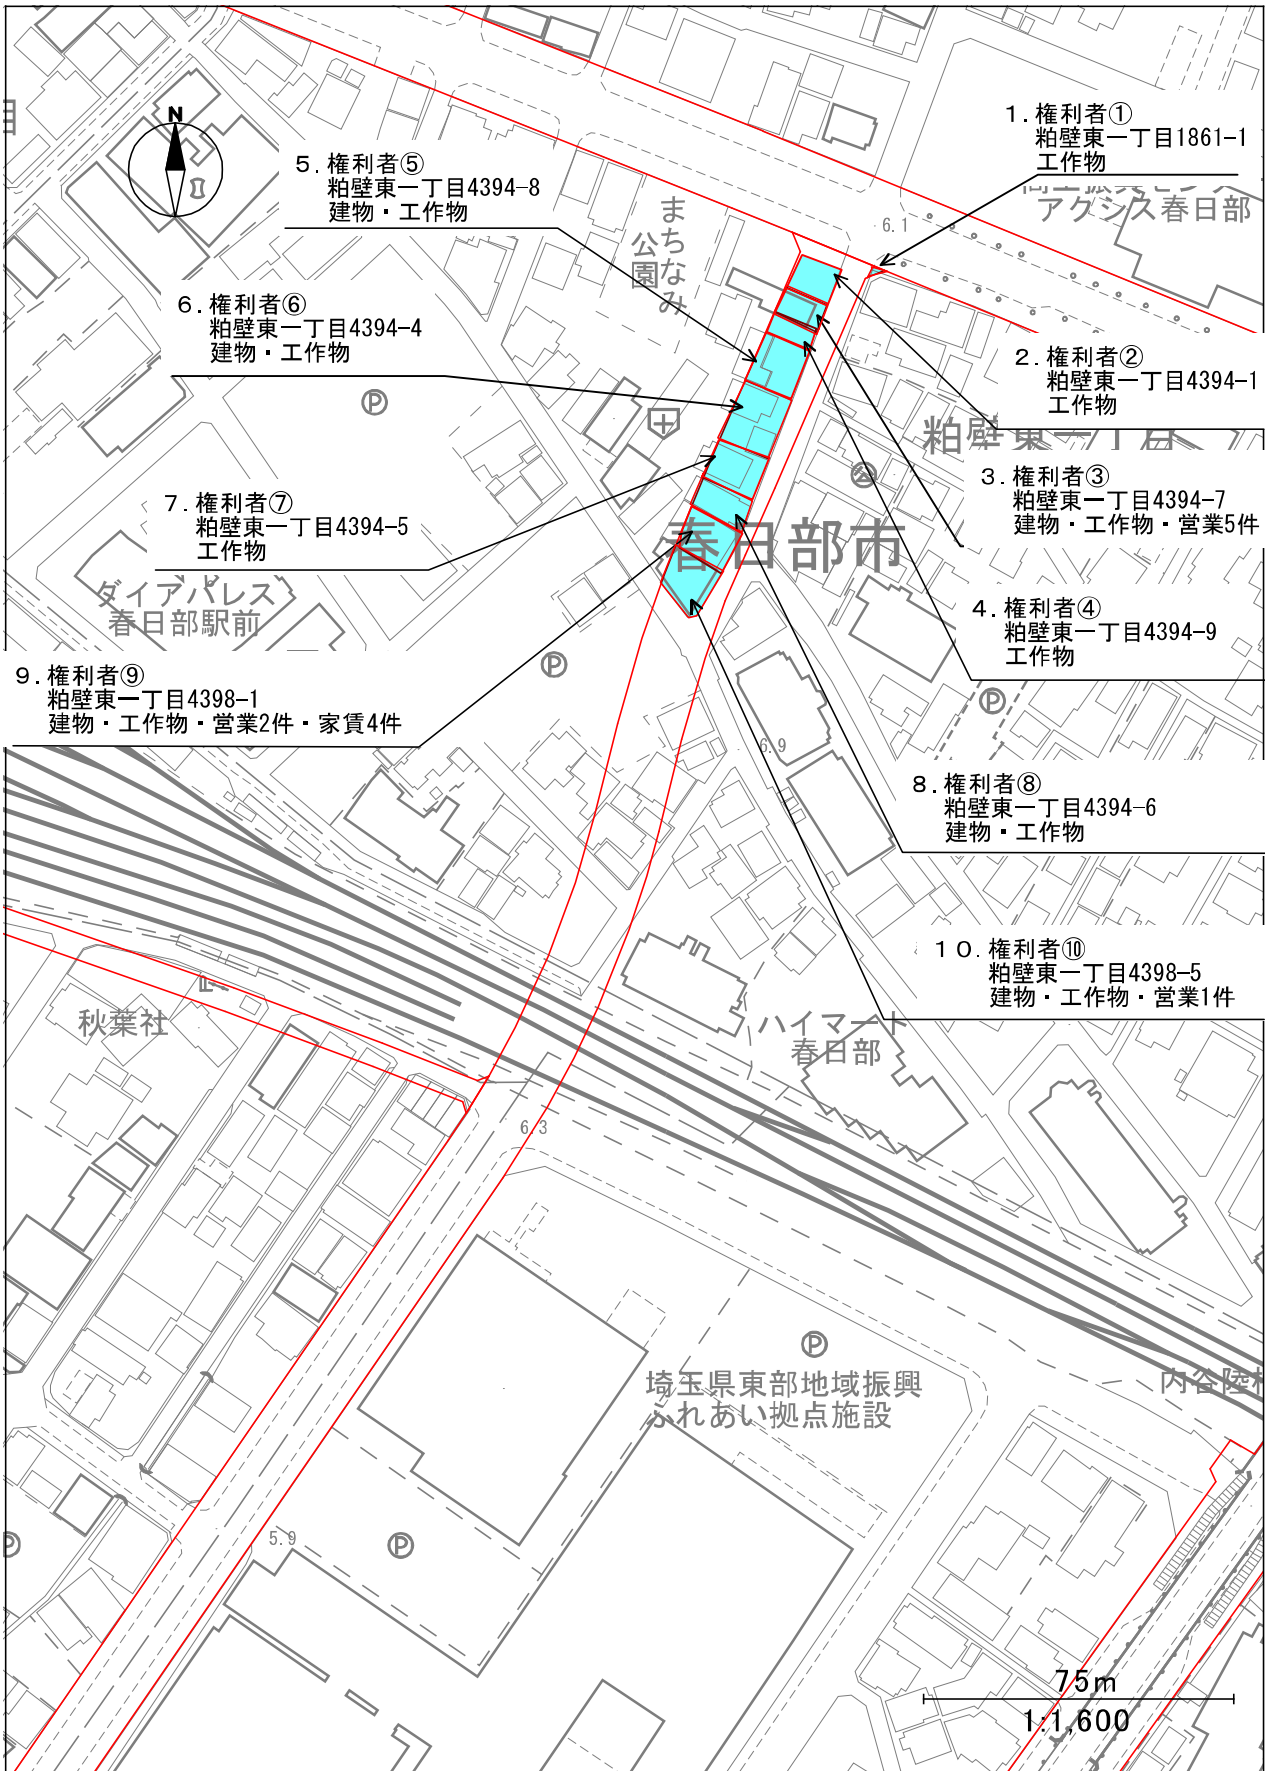 N
1. 権利者①
粕壁東一丁目1861-1
工作物
アクシス春日部
5. 権利者⑤
粕壁東一丁目4394-8
建物・工作物
まちなみ
公園
6.1
6. 権利者⑥
粕壁東一丁目4394-4
建物・工作物
2. 権利者②
粕壁東一丁目4394-1
工作物
P
粕壁東一丁目
3. 権利者③
粕壁東一丁目4394-7
建物・工作物・営業5件
7. 権利者⑦
粕壁東一丁目4394-5
工作物
春日部市
ダイアパレス
春日部駅前
4. 権利者④
粕壁東一丁目4394-9
工作物
P
9. 権利者⑨
粕壁東一丁目4398-1
建物・工作物・営業2件・家賃4件
P
6.9
8. 権利者⑧
粕壁東一丁目4394-6
建物・工作物
10. 権利者⑩
粕壁東一丁目4398-5
建物・工作物・営業1件
秋葉社
ハイマート
春日部
6.3
P
埼玉県東部地域振興
ふれあい拠点施設
内谷陸
5.9
P
P
75m
1:1,600